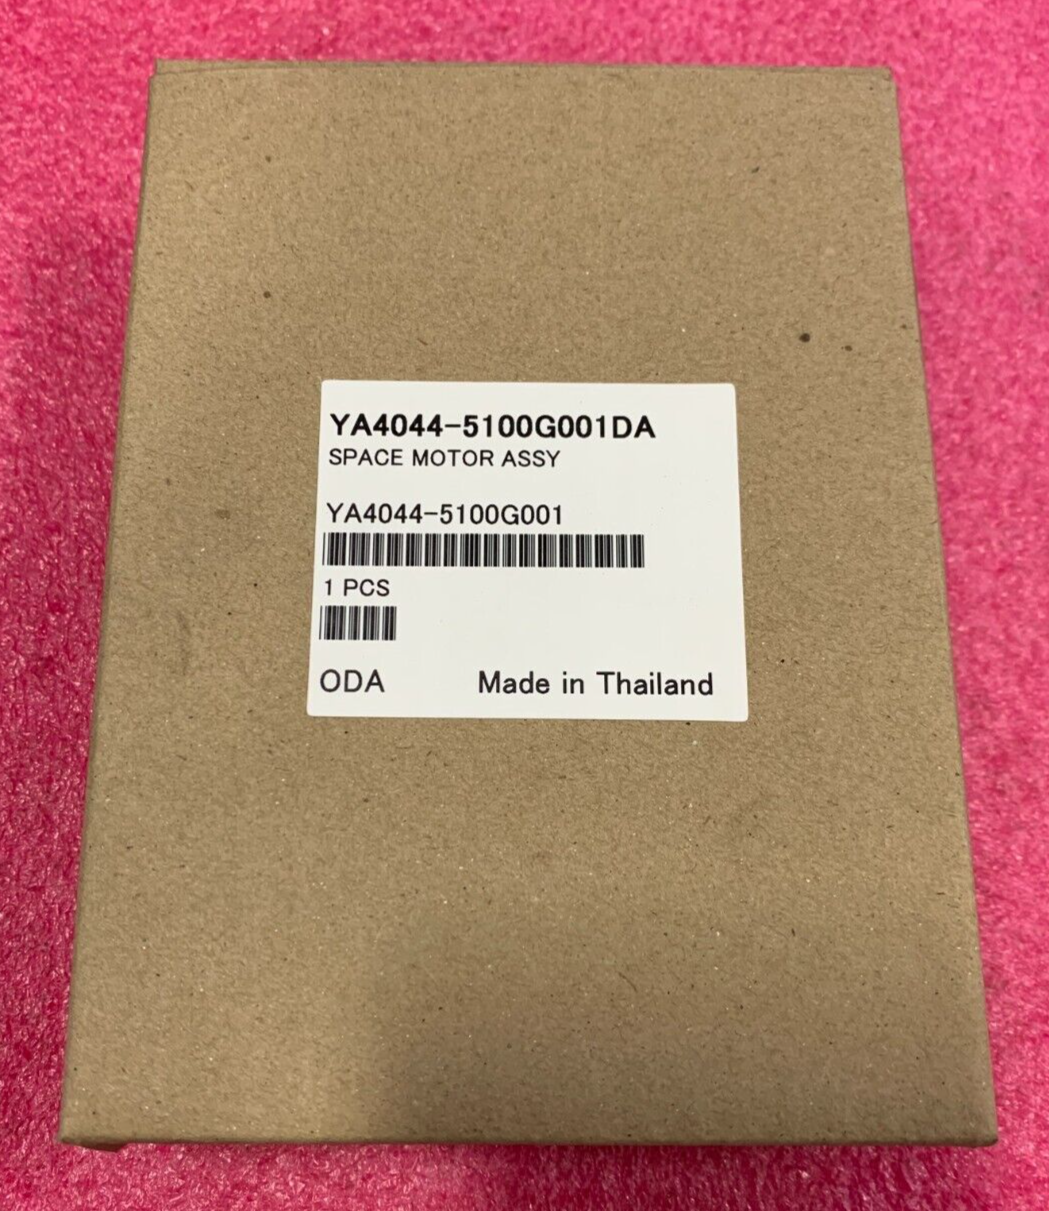 YA4044-5100G001DA
SPACE MOTOR ASSY
YA4044-5100G001
1 PCS
ODA Made in Thailand